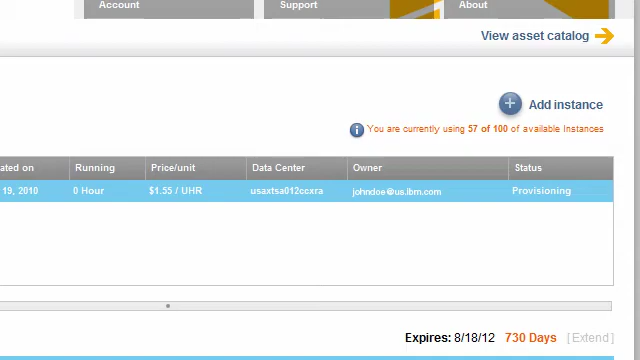 Account Support About
View asset catalog
Add instance
You are currently using 57 of 100 of available Instances
ated on Running Price/unit Data Center Owner Status
19, 2010 0 Hour $1.55 / UHR usaxtsa012ccxra johndoe@us.ibm.com Provisioning
Expires: 8/18/12 730 Days [ Extend ]